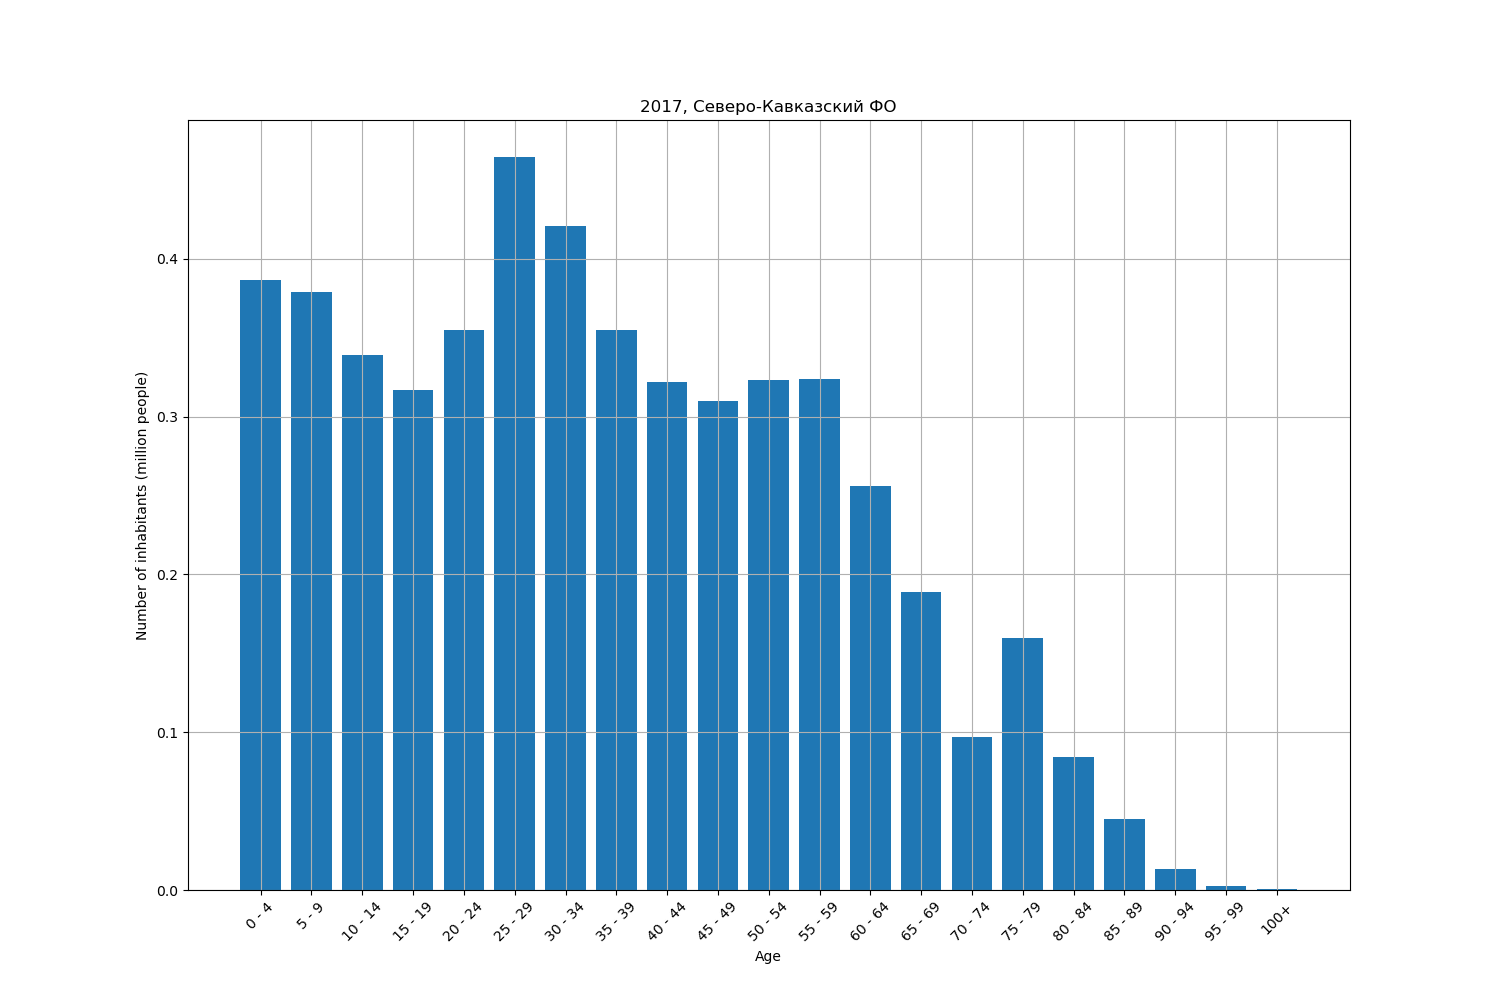 2017, Северо-Кавказский ФО
Number of inhabitants (million people)
0.4
0.3
0.2
0.1
0.0
0 - 4
5 - 9
10 - 14
15 - 19
20 - 24
25 - 29
30 - 34
35 - 39
40 - 44
45 - 49
50 - 54
55 - 59
60 - 64
65 - 69
70 - 74
75 - 79
80 - 84
85 - 89
90 - 94
95 - 99
100+
Age